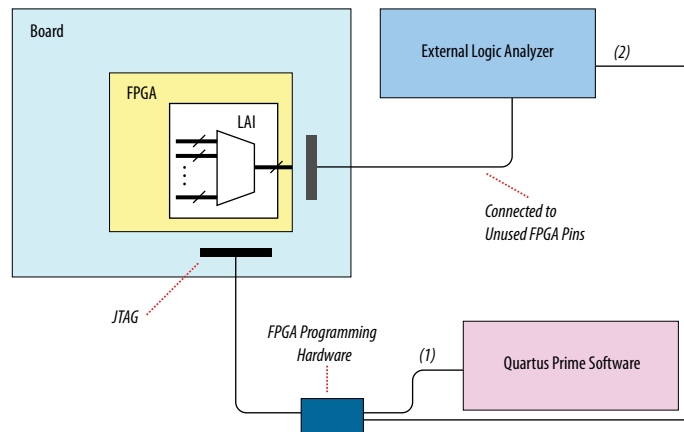 Board
External Logic Analyzer
(2)
FPGA
LAI
Connected to
Unused FPGA Pins
JTAG
FPGA Programming
Hardware
(1)
Quartus Prime Software